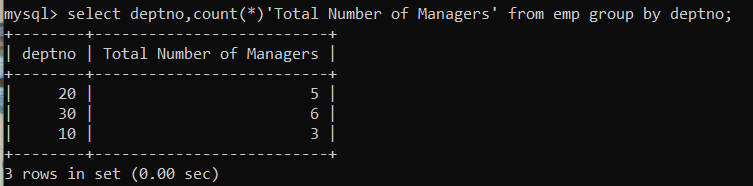 mysql> select deptno,count(*)'Total Number of Managers' from emp group by deptno;
+--------+--------------------------+
| deptno | Total Number of Managers |
+--------+--------------------------+
|     20 |                        5 |
|     30 |                        6 |
|     10 |                        3 |
+--------+--------------------------+
3 rows in set (0.00 sec)